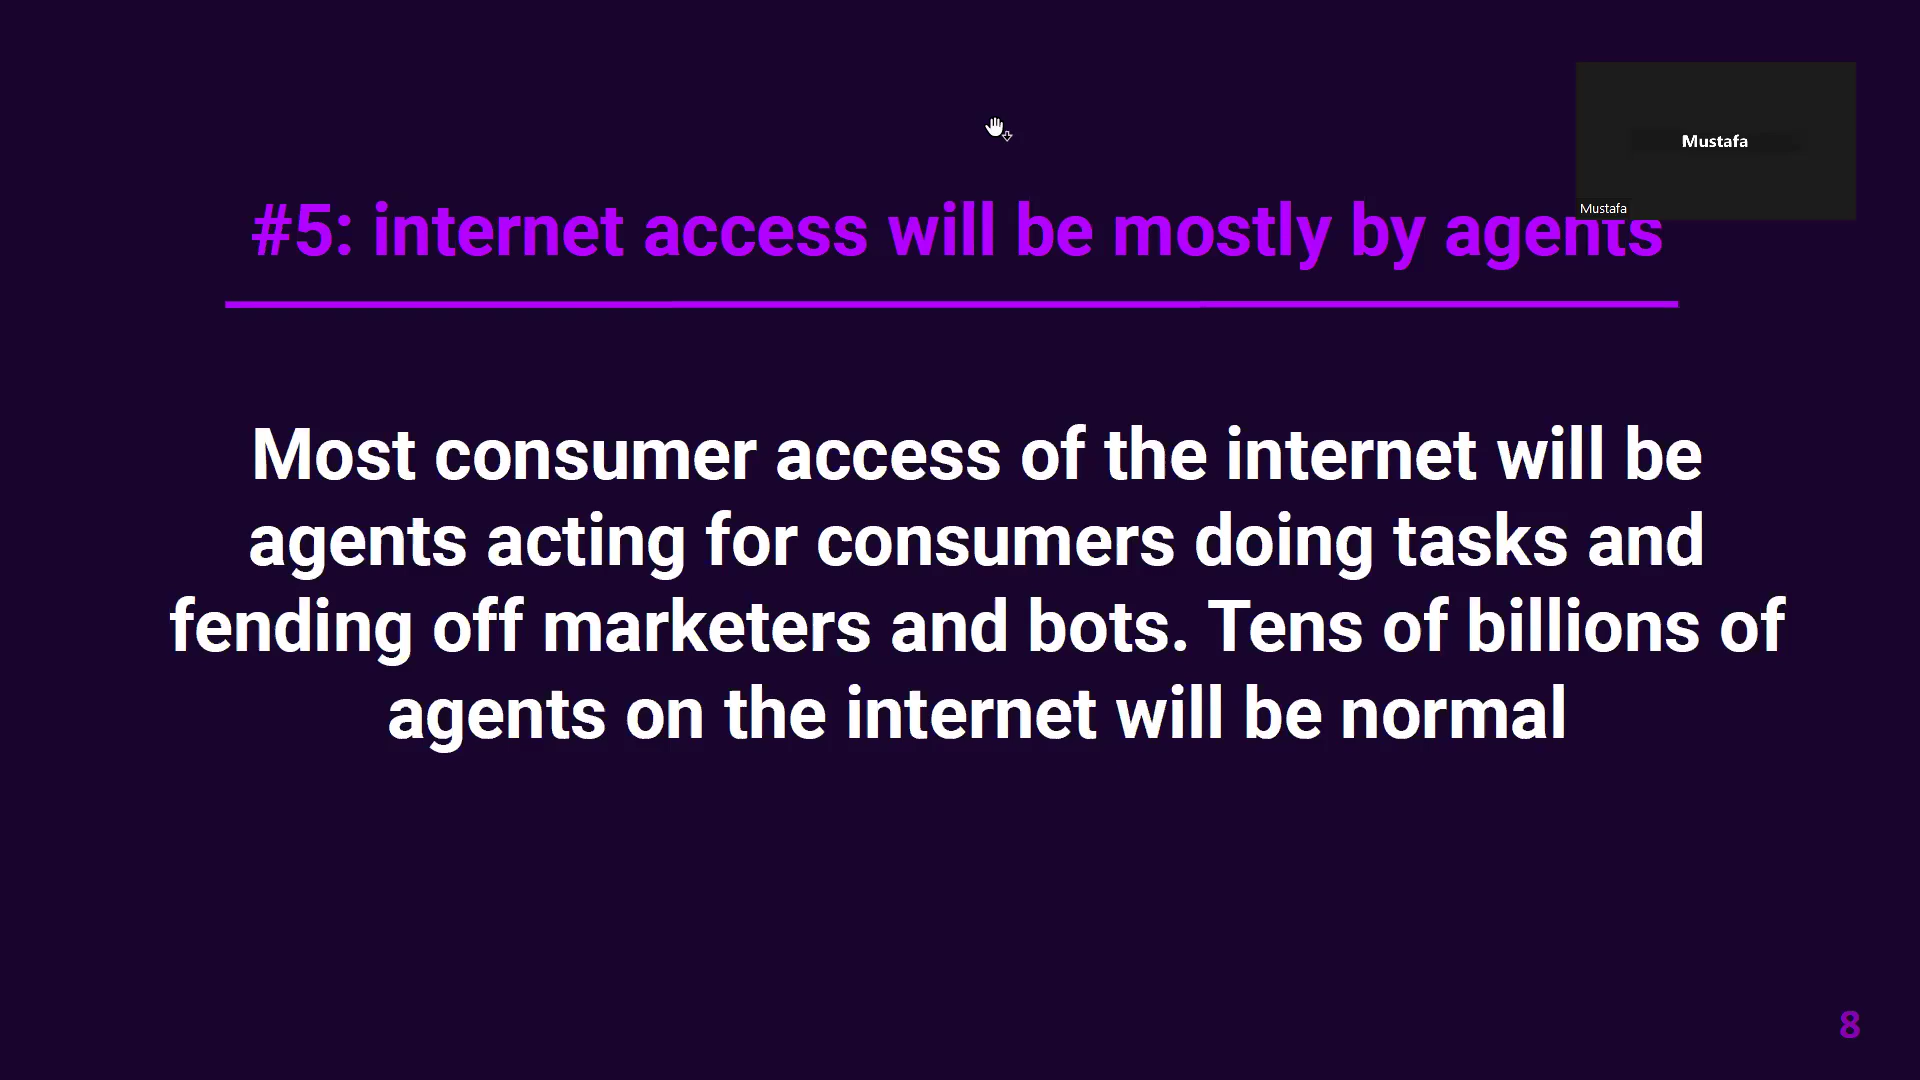 Mustafa
Mustafa
#5: internet access will be mostly by agents
Most consumer access of the internet will be
agents acting for consumers doing tasks and
fending off marketers and bots. Tens of billions of
agents on the internet will be normal
8